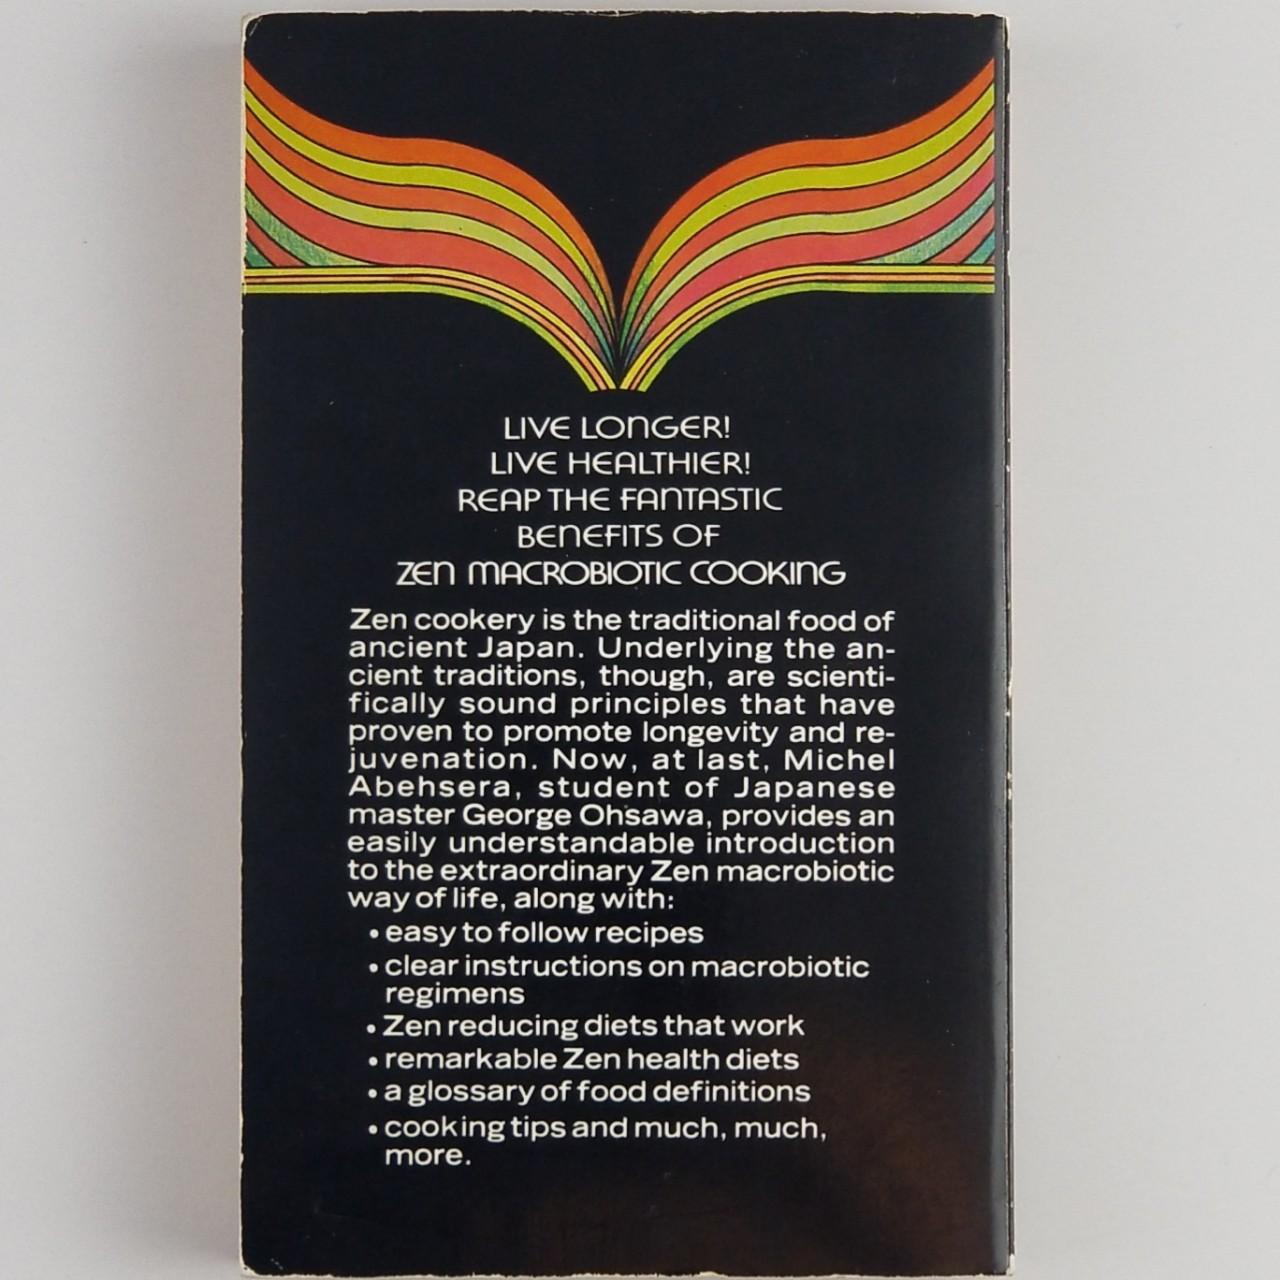 LIVE LONGER!
LIVE HEALTHIER!
REAP THE FANTASTIC
BENEFITS OF
ZEN MACROBIOTIC COOKING
Zen cookery is the traditional food of
ancient Japan. Underlying the an-
cient traditions, though, are scienti-
fically sound principles that have
proven to promote longevity and re-
juvenation. Now, at last, Michel
Abehsera, student of Japanese
master George Ohsawa, provides an
easily understandable introduction
to the extraordinary Zen macrobiotic
way of life, along with:
• easy to follow recipes
• clear instructions on macrobiotic
regimens
• Zen reducing diets that work
• remarkable Zen health diets
• a glossary of food definitions
• cooking tips and much, much,
more.